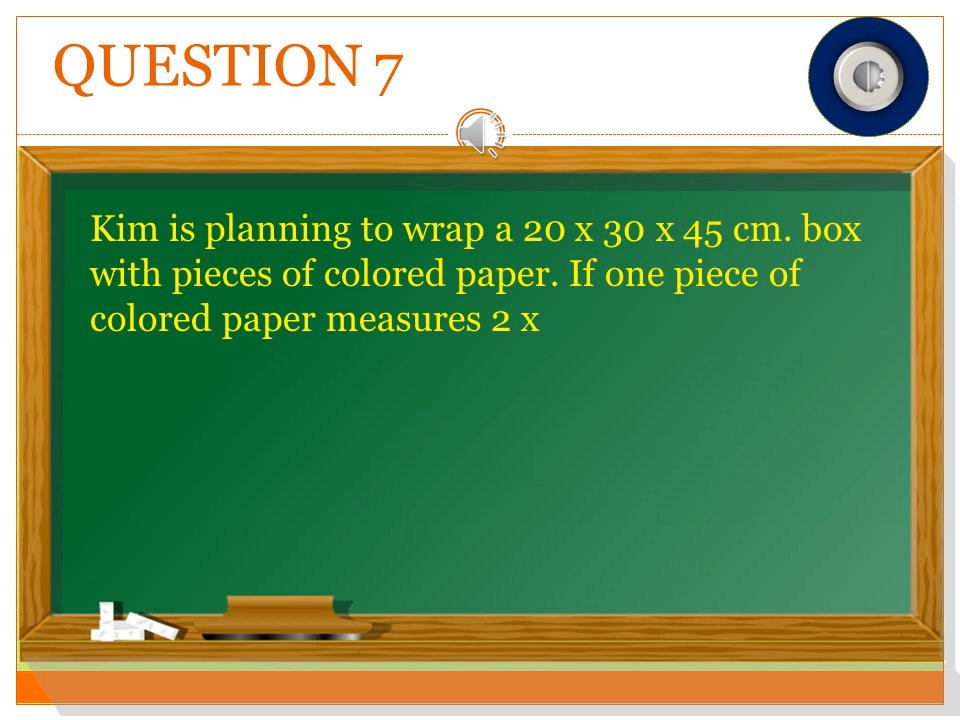 QUESTION 7
Kim is planning to wrap a 20 x 30 x 45 cm. box
with pieces of colored paper. If one piece of
colored paper measures 2 x